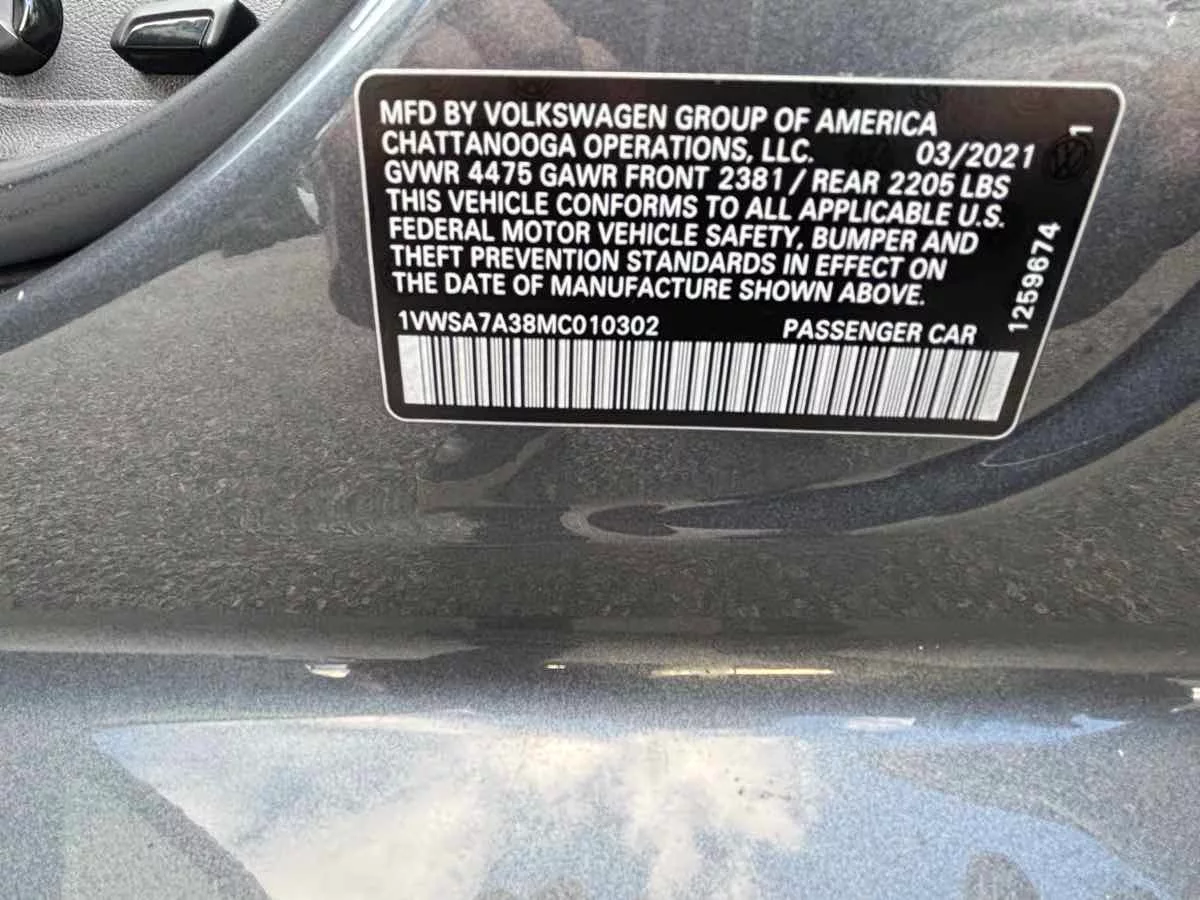 MFD BY VOLKSWAGEN GROUP OF AMERICA
CHATTANOOGA OPERATIONS, LLC. 03/2021
GVWR 4475 GAWR FRONT 2381 / REAR 2205 LBS
THIS VEHICLE CONFORMS TO ALL APPLICABLE U.S.
FEDERAL MOTOR VEHICLE SAFETY, BUMPER AND
THEFT PREVENTION STANDARDS IN EFFECT ON
THE DATE OF MANUFACTURE SHOWN ABOVE.
1VWSA7A38MC010302 PASSENGER CAR
1259674 1